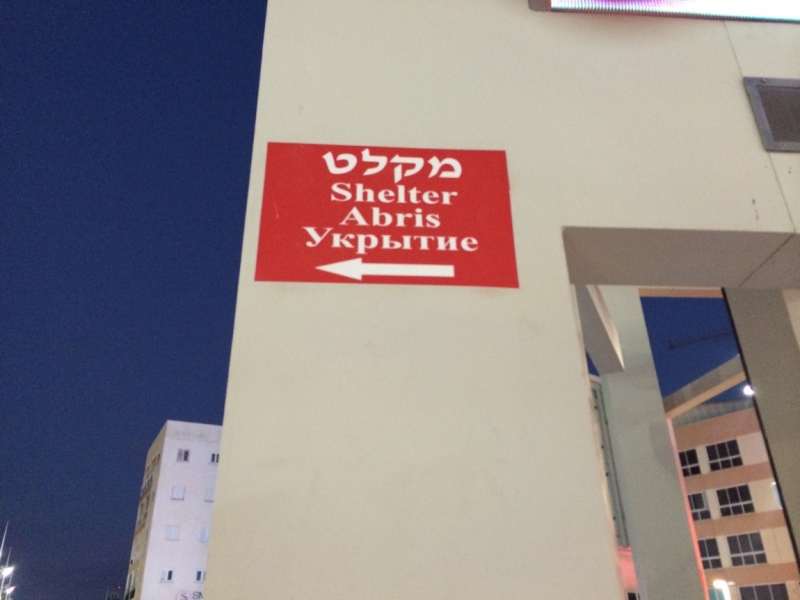 מקלט
Shelter
Abris
Укрытие